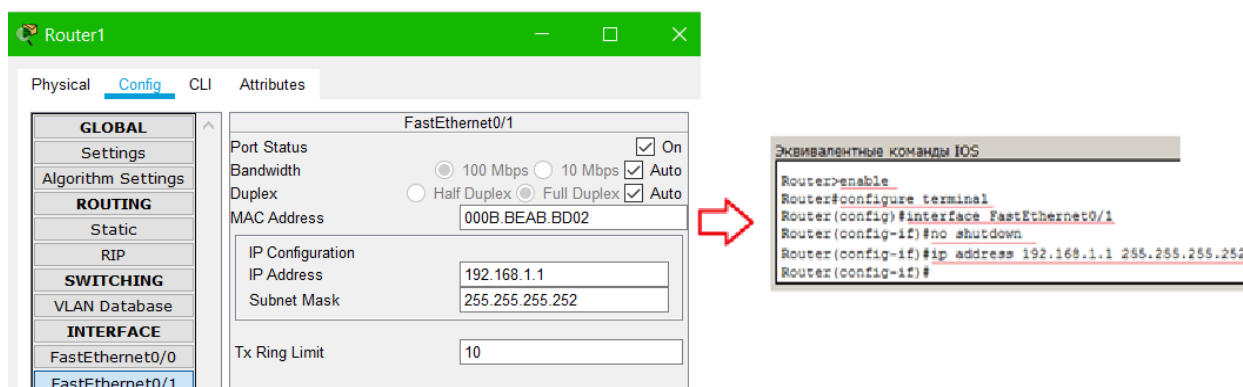 Router1
Physical Config CLI Attributes
GLOBAL
Settings
Algorithm Settings
ROUTING
Static
RIP
SWITCHING
VLAN Database
INTERFACE
FastEthernet0/0
FastEthernet0/1
FastEthernet0/1
Port Status On
Bandwidth 100 Mbps 10 Mbps Auto
Duplex Half Duplex Full Duplex Auto
MAC Address 000B.BEAB.BD02
IP Configuration
IP Address 192.168.1.1
Subnet Mask 255.255.255.252
Tx Ring Limit 10
Эквивалентные команды IOS
Router>enable
Router#configure terminal
Router(config)#interface FastEthernet0/1
Router(config-if)#no shutdown
Router(config-if)#ip address 192.168.1.1 255.255.255.252
Router(config-if)#